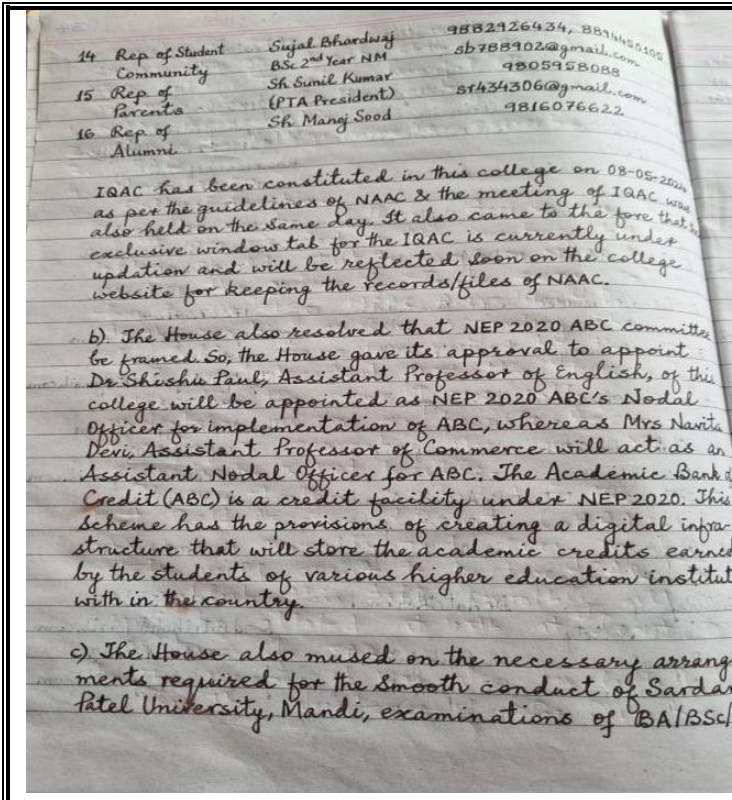 14 Rep of Student Sujal Bhardwaj 9882926434,
Community BSc 2nd Year NM sb788902@gmail.com
15 Rep of Sh. Sunil Kumar 9805958088
Parents (PTA President) sr434306@gmail.com
16 Rep of Sh. Manoj Sood 9816076622
Alumni
IQAC has been constituted in this college on 08-05-
as per the guidelines of NAAC & the meeting of IQAC was
also held on the same day. It also came to the fore that
exclusive window tab for the IQAC is currently under
updation and will be reflected soon on the college
website for keeping the records/files of NAAC.
b). The House also resolved that NEP 2020 ABC committee
be framed. So, the House gave its approval to appoint
Dr. Shishu Paul, Assistant Professor of English, of this
college will be appointed as NEP 2020 ABC's Nodal
Officer for implementation of ABC, whereas Mrs Navita
Devi, Assistant Professor of Commerce will act as an
Assistant Nodal Officer for ABC. The Academic Bank of
Credit (ABC) is a credit facility under NEP 2020. This
scheme has the provisions of creating a digital infra-
structure that will store the academic credits earned
by the students of various higher education institut
with in the country.
c) The House also mused on the necessary arrang
ments required for the smooth conduct of Sardar
Patel University, Mandi, examinations of BA/BSc/